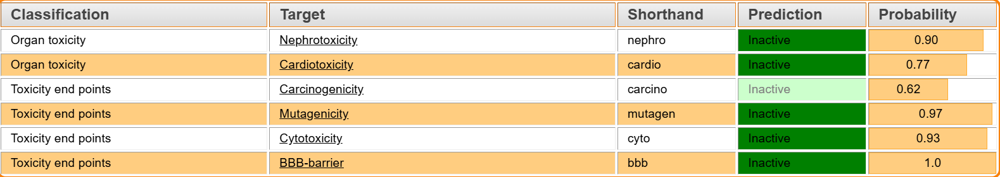 Classification Target Shorthand Prediction Probability
Organ toxicity Nephrotoxicity nephro Inactive 0.90
Organ toxicity Cardiotoxicity cardio Inactive 0.77
Toxicity end points Carcinogenicity carcino Inactive 0.62
Toxicity end points Mutagenicity mutagen Inactive 0.97
Toxicity end points Cytotoxicity cyto Inactive 0.93
Toxicity end points BBB-barrier bbb Inactive 1.0